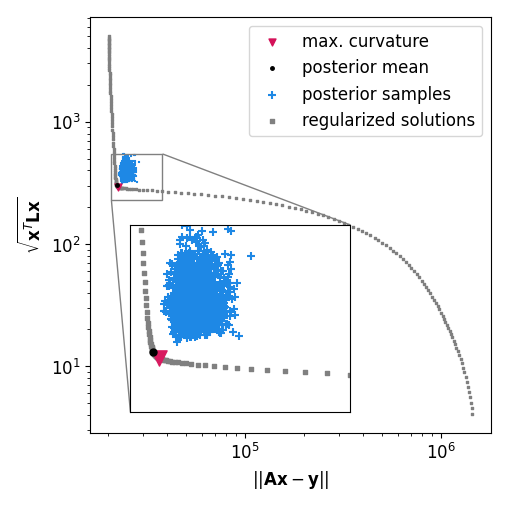 max. curvature
posterior mean
posterior samples
regularized solutions
10³
10²
10¹
√xᵀLx
10⁵
10⁶
||Ax − y||